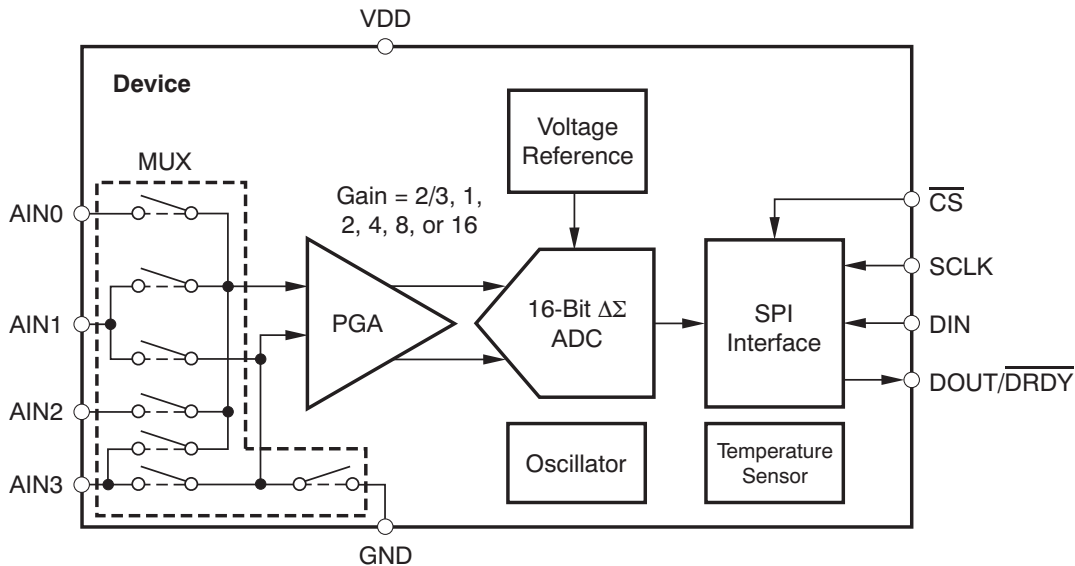 VDD
Device
Voltage
Reference
MUX
Gain = 2/3, 1,
2, 4, 8, or 16
AIN0
AIN1
AIN2
AIN3
PGA
16-Bit ΔΣ
ADC
SPI
Interface
CS
SCLK
DIN
DOUT/DRDY
Oscillator
Temperature
Sensor
GND